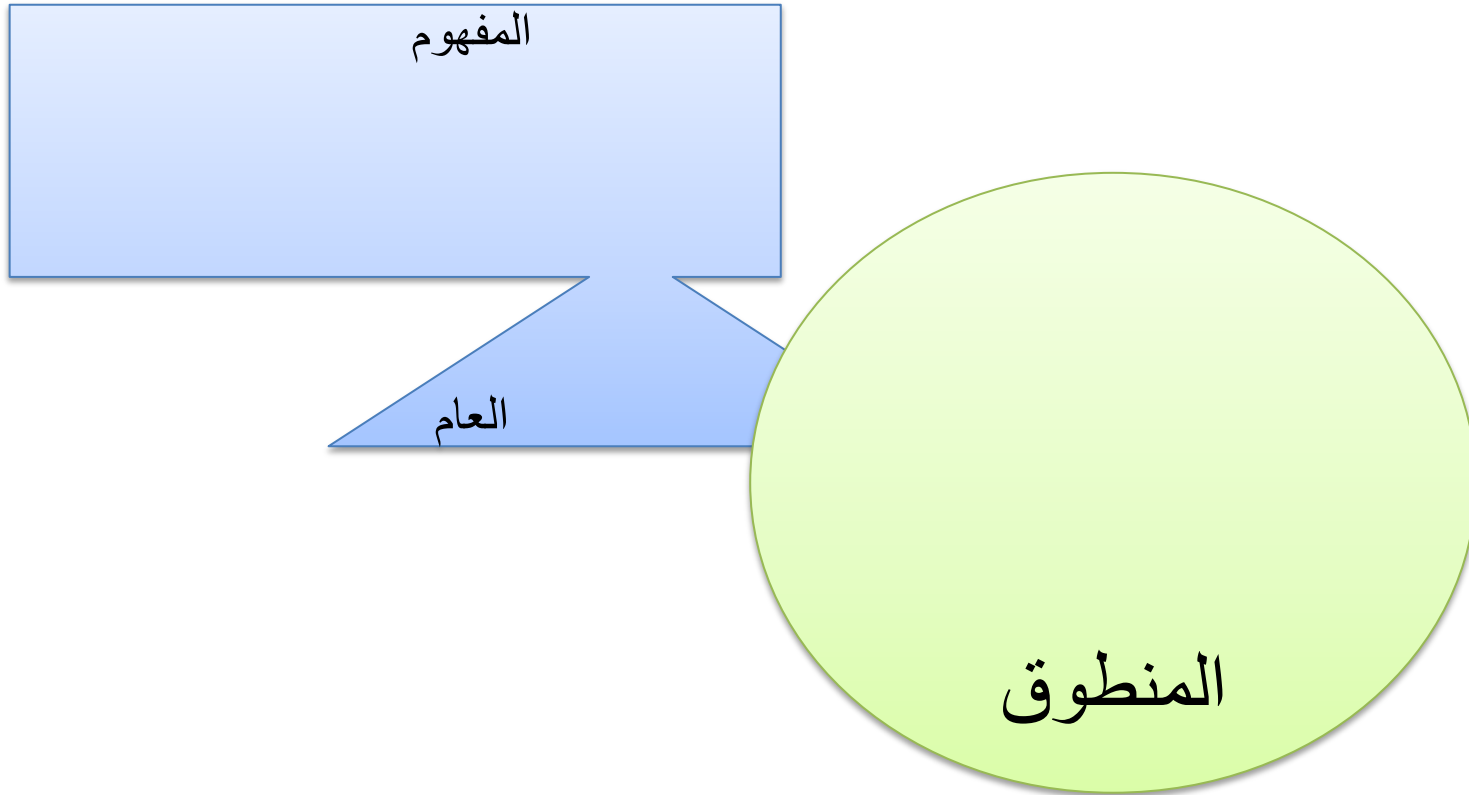 المفهوم
العام
المنطوق